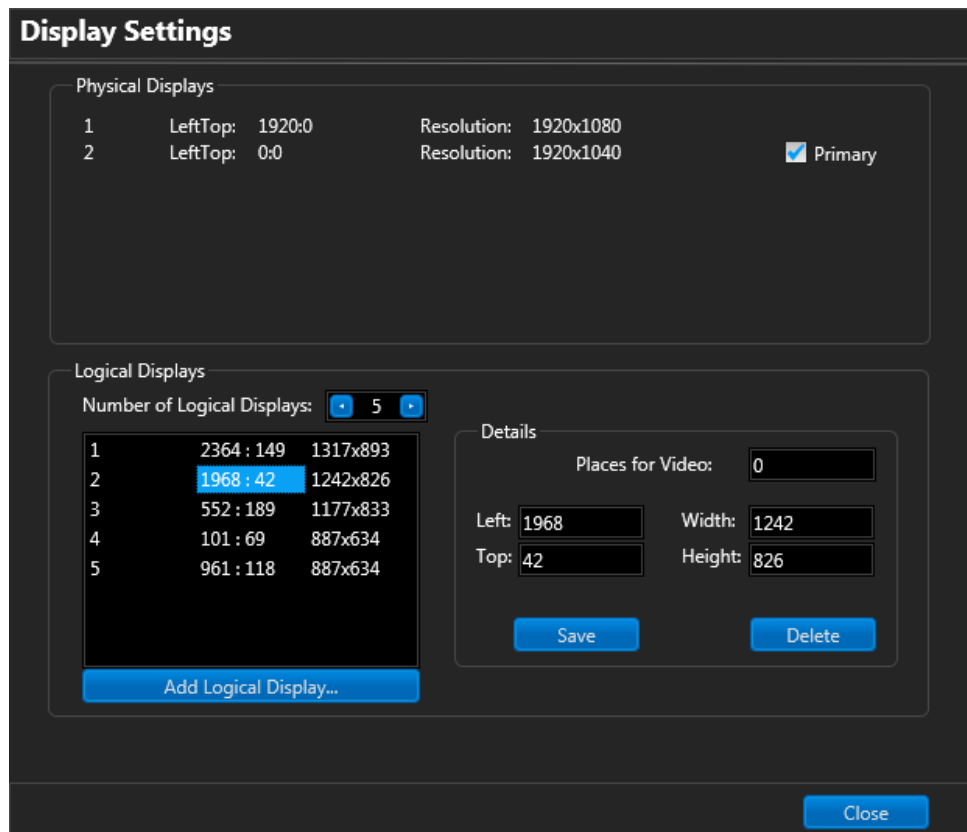 Display Settings
Physical Displays
1 LeftTop: 1920:0 Resolution: 1920x1080
2 LeftTop: 0:0 Resolution: 1920x1040 Primary
Logical Displays
Number of Logical Displays: 5
1 2364 : 149 1317x893
2 1968 : 42 1242x826
3 552 : 189 1177x833
4 101 : 69 887x634
5 961 : 118 887x634
Add Logical Display...
Details
Places for Video: 0
Left: 1968 Width: 1242
Top: 42 Height: 826
Save Delete
Close